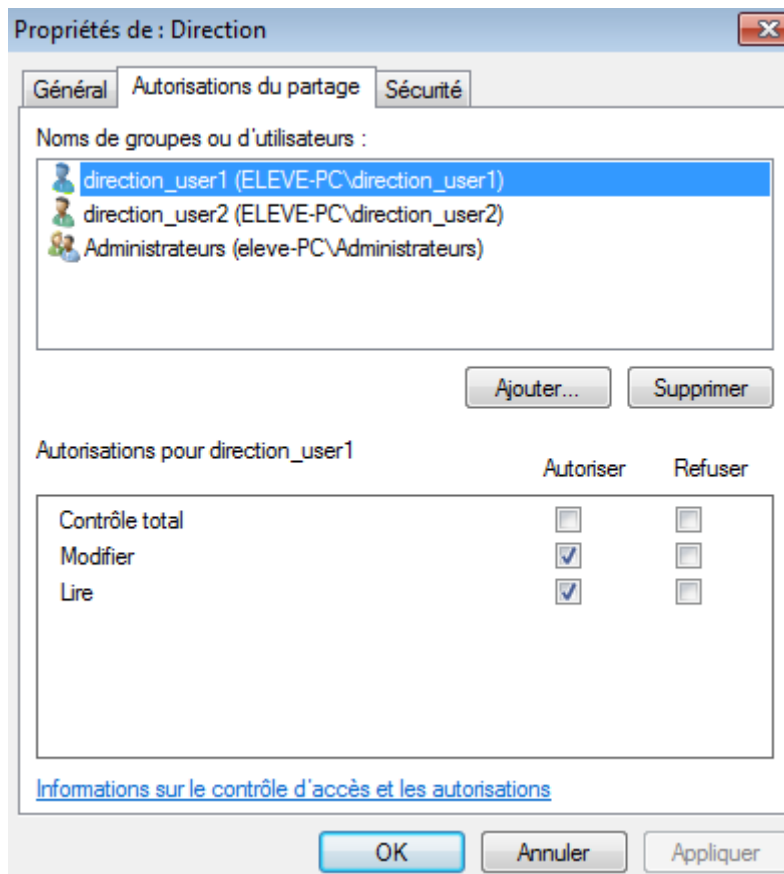 Propriétés de : Direction
Général Autorisations du partage Sécurité
Noms de groupes ou d'utilisateurs :
direction_user1 (ELEVE-PC\direction_user1)
direction_user2 (ELEVE-PC\direction_user2)
Administrateurs (eleve-PC\Administrateurs)
Ajouter... Supprimer
Autorisations pour direction_user1 Autoriser Refuser
Contrôle total
Modifier
Lire
Informations sur le contrôle d'accès et les autorisations
OK Annuler Appliquer